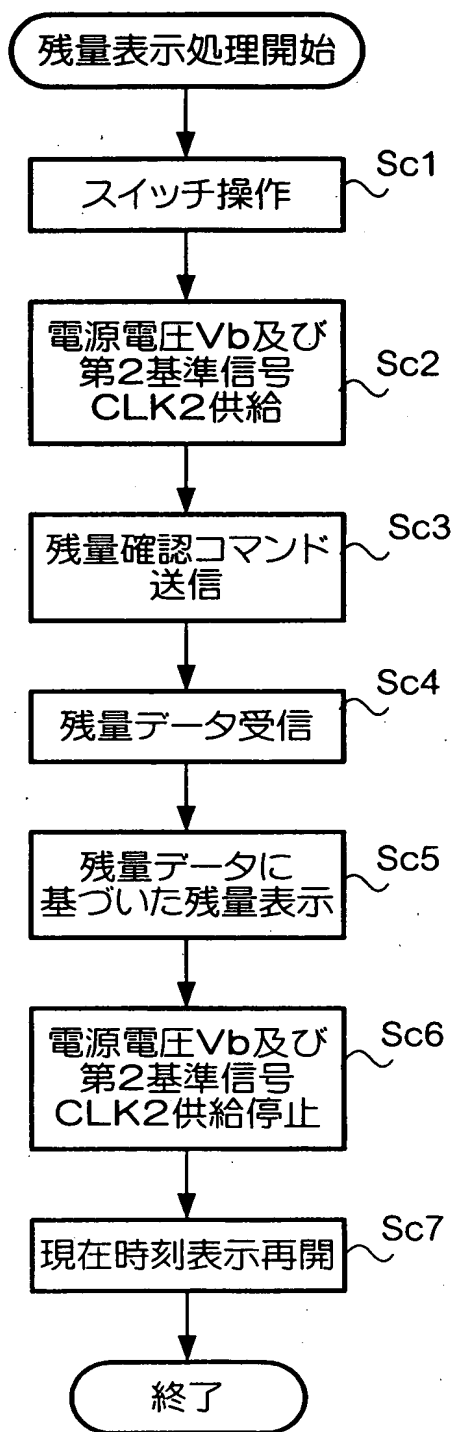 残量表示処理開始
Sc1
スイッチ操作
電源電圧Vb及び
第2基準信号
CLK2供給
Sc2
残量確認コマンド
送信
Sc3
残量データ受信
Sc4
残量データに
基づいた残量表示
Sc5
電源電圧Vb及び
第2基準信号
CLK2供給停止
Sc6
現在時刻表示再開
Sc7
終了